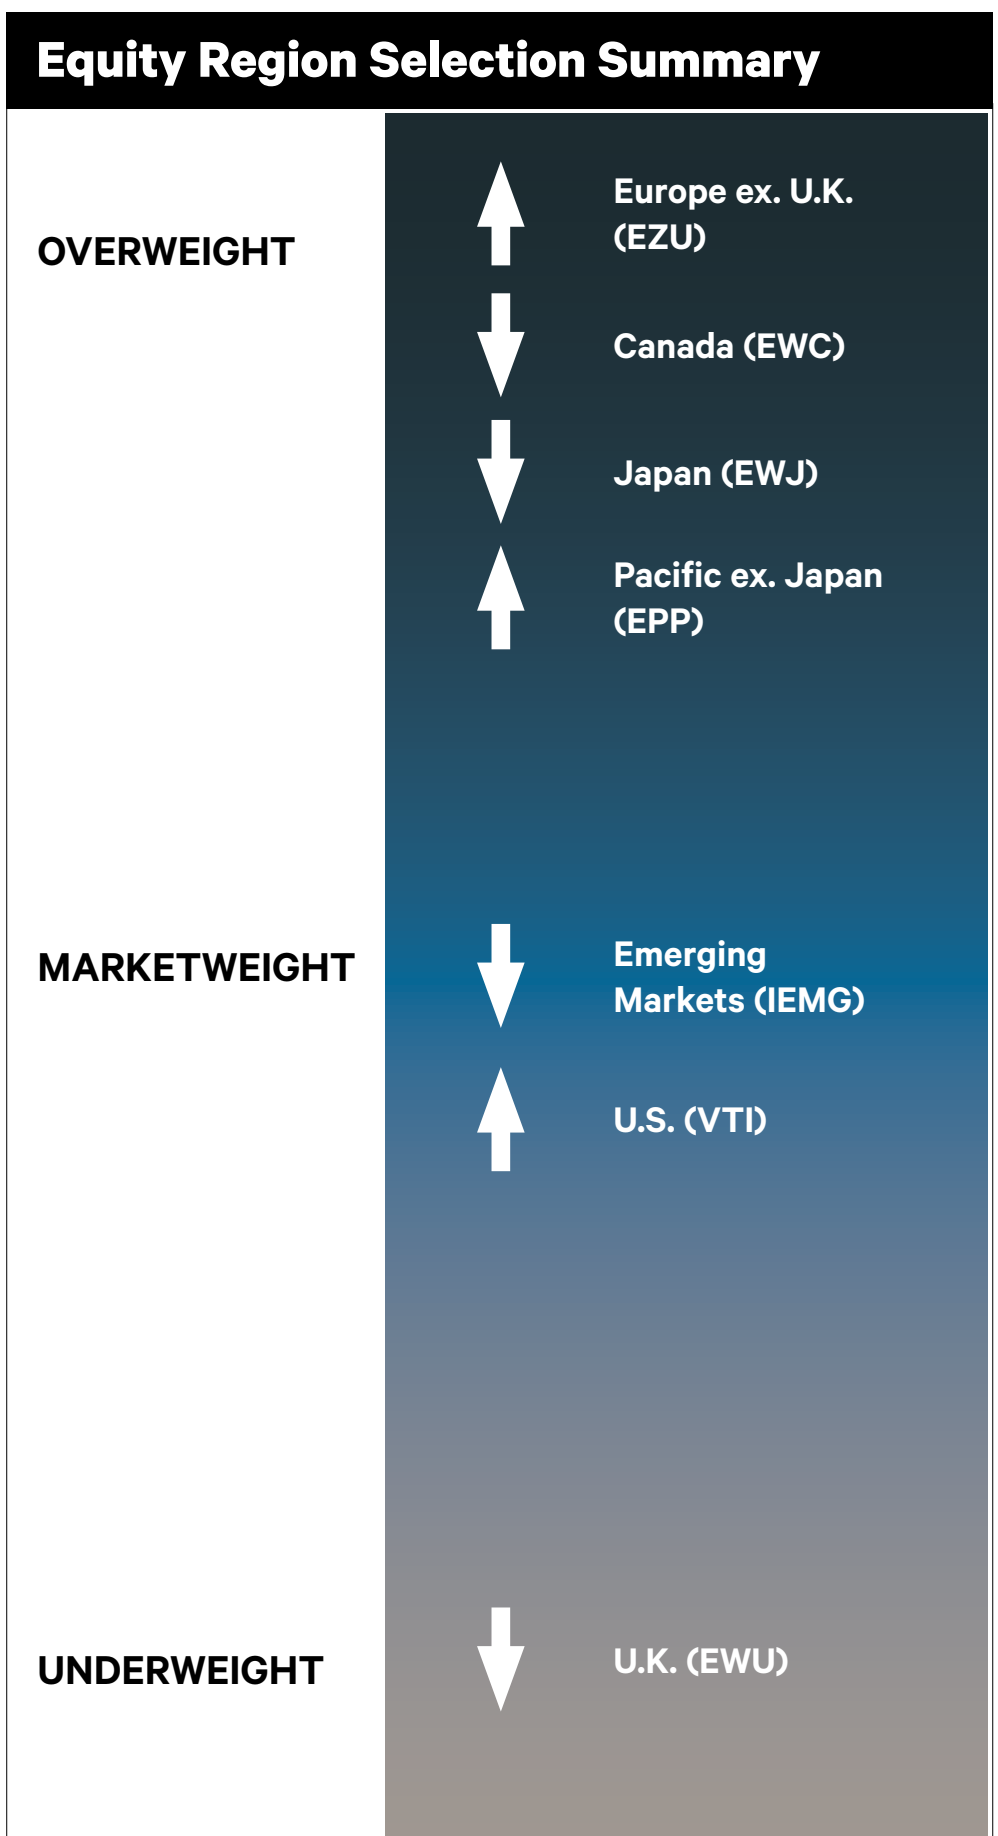 Equity Region Selection Summary
OVERWEIGHT
Europe ex. U.K.
(EZU)
Canada (EWC)
Japan (EWJ)
Pacific ex. Japan
(EPP)
MARKETWEIGHT
Emerging
Markets (IEMG)
U.S. (VTI)
UNDERWEIGHT
U.K. (EWU)